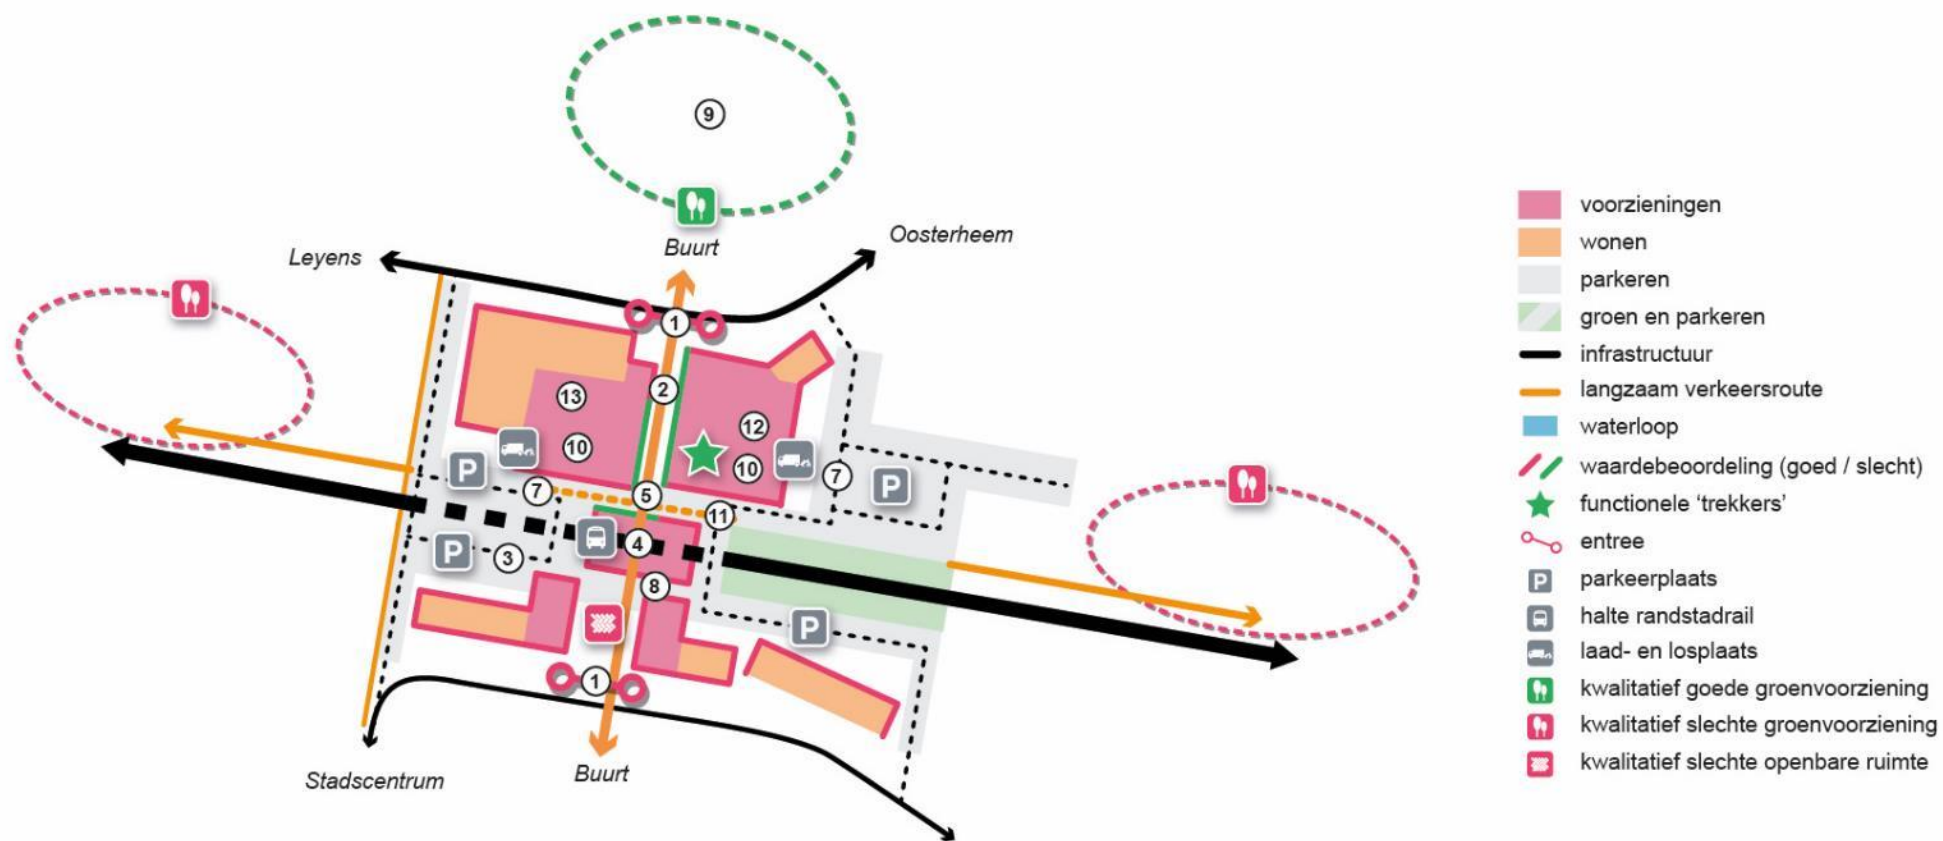 9
Buurt
Oosterheem
Leyens
1
2
13
12
10
10
P
7
7
P
5
11
4
P
3
8
P
1
Stadscentrum
Buurt
voorzieningen
wonen
parkeren
groen en parkeren
infrastructuur
langzaam verkeersroute
waterloop
waardebeoordeling (goed / slecht)
functionele 'trekkers'
entree
P parkeerplaats
halte randstadrail
laad- en losplaats
kwalitatief goede groenvoorziening
kwalitatief slechte groenvoorziening
kwalitatief slechte openbare ruimte